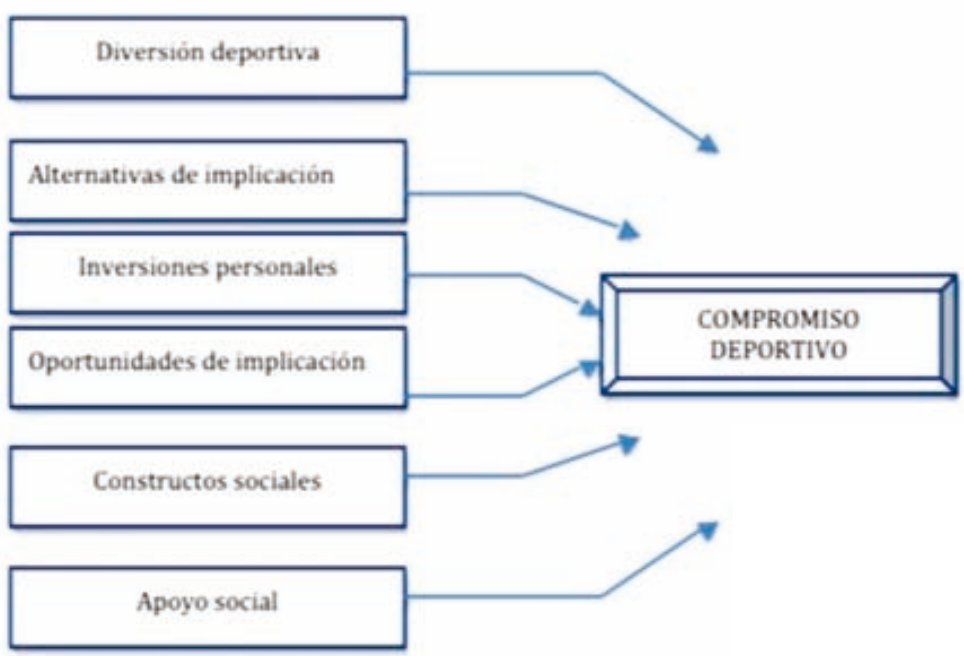 Diversión deportiva
Alternativas de implicación
Inversiones personales
Oportunidades de implicación
Constructos sociales
Apoyo social
COMPROMISO
DEPORTIVO